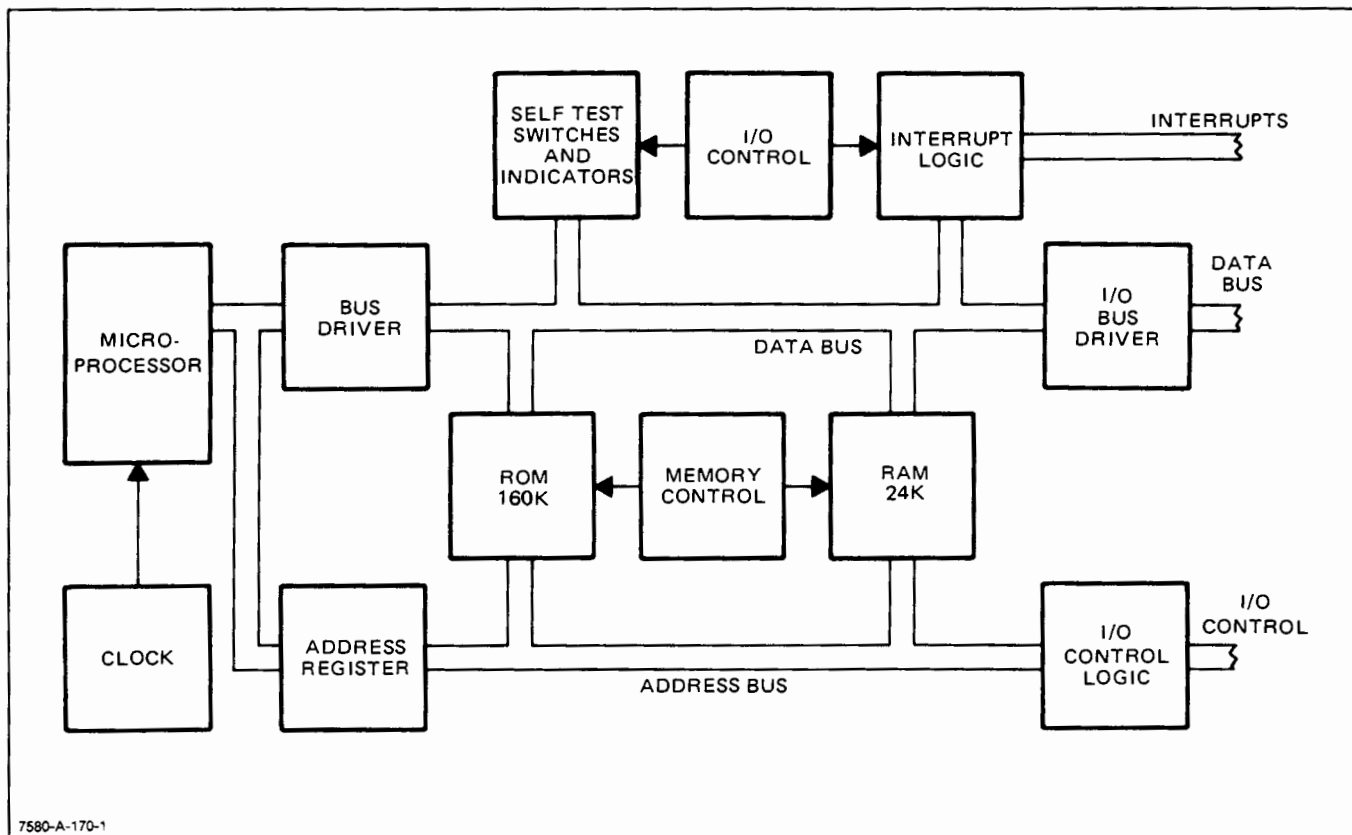 SELF TEST
SWITCHES
AND
INDICATORS
I/O
CONTROL
INTERRUPT
LOGIC
INTERRUPTS
MICRO-
PROCESSOR
BUS
DRIVER
DATA BUS
I/O
BUS
DRIVER
DATA
BUS
ROM
160K
MEMORY
CONTROL
RAM
24K
CLOCK
ADDRESS
REGISTER
ADDRESS BUS
I/O
CONTROL
LOGIC
I/O
CONTROL
7580-A-170-1